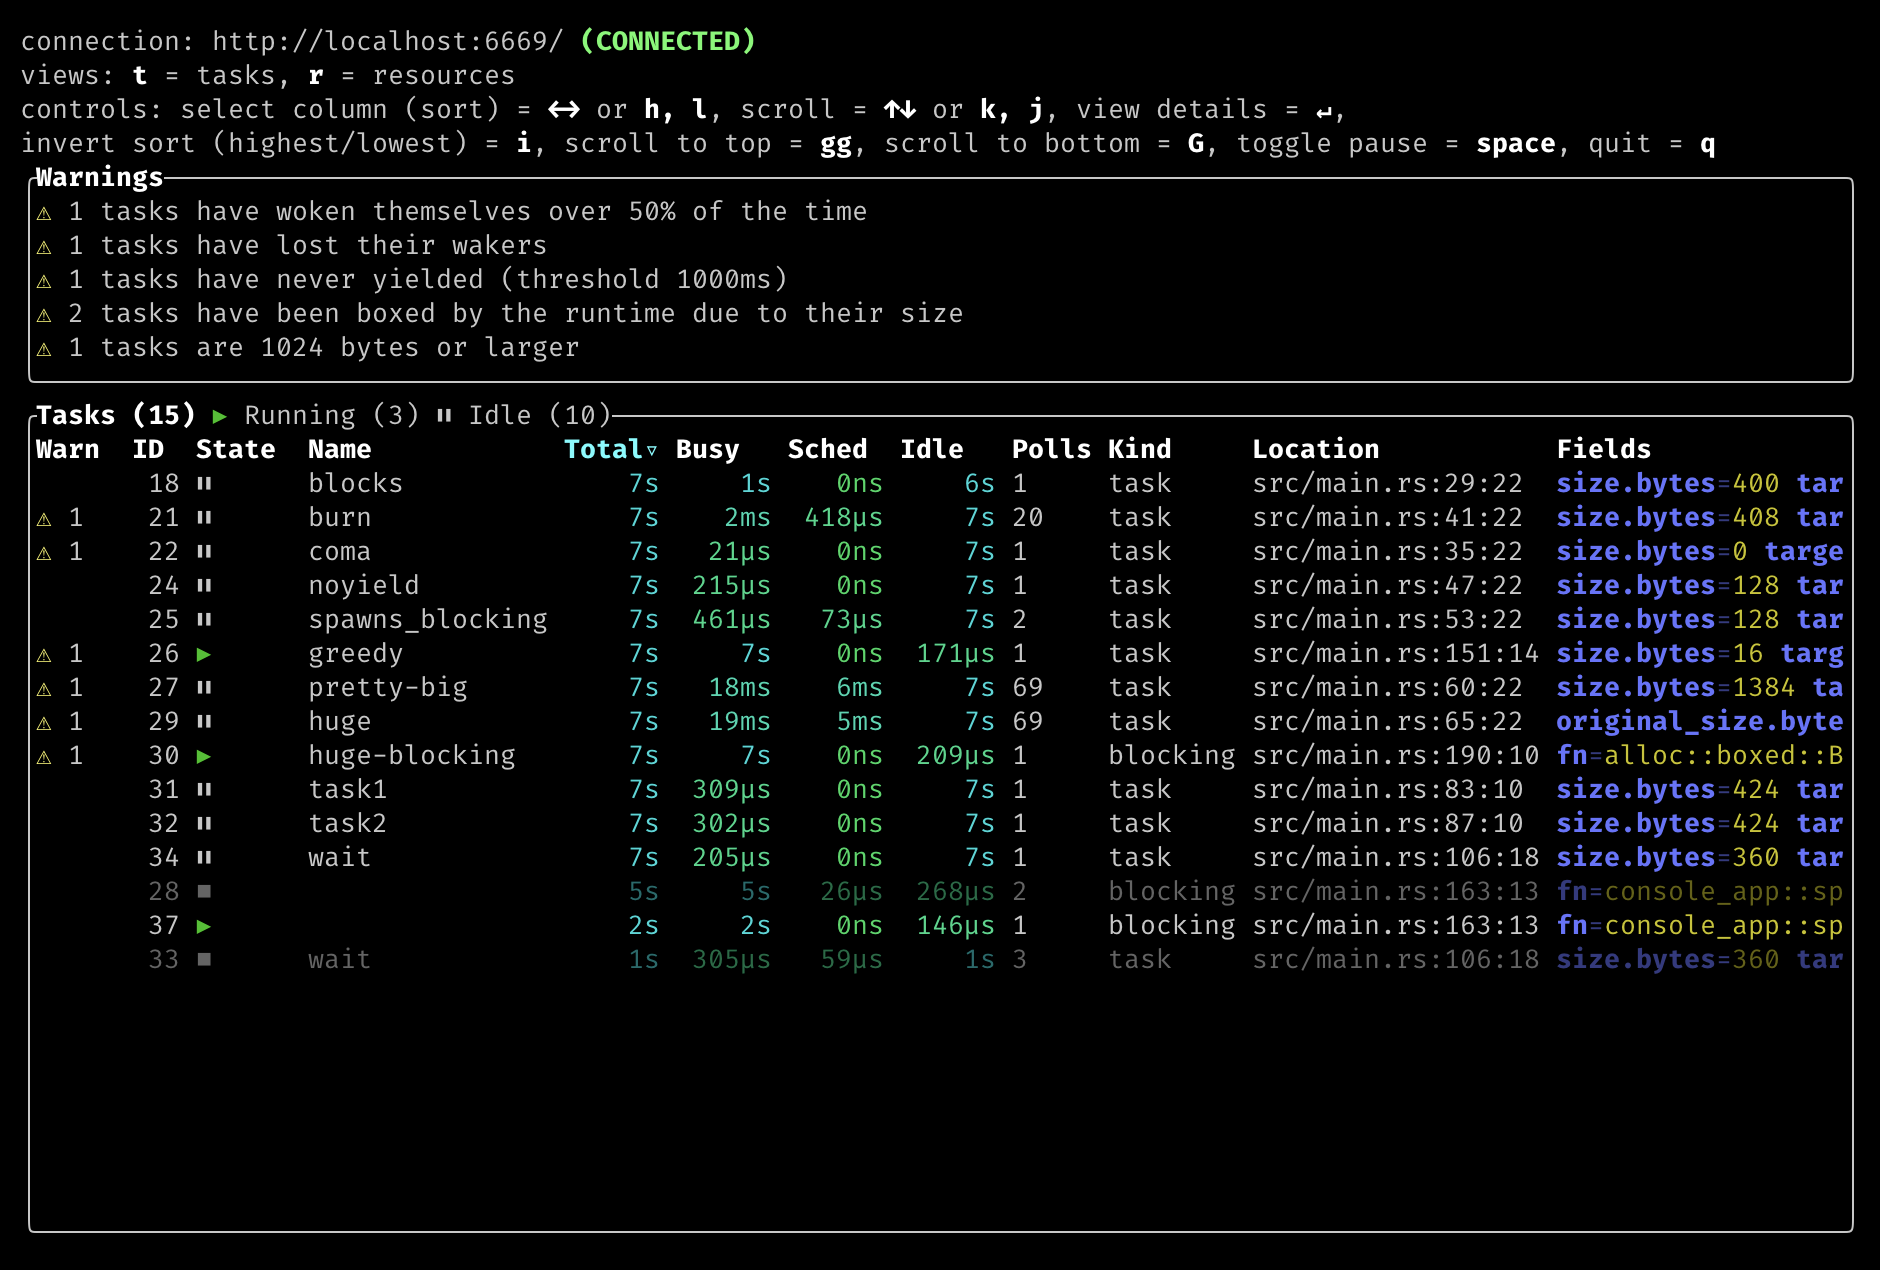 connection: http://localhost:6669/ (CONNECTED)
views: t = tasks, r = resources
controls: select column (sort) = ↔ or h, l, scroll = ↑↓ or k, j, view details = ↵,
invert sort (highest/lowest) = i, scroll to top = gg, scroll to bottom = G, toggle pause = space, quit = q
Warnings
⚠ 1 tasks have woken themselves over 50% of the time
⚠ 1 tasks have lost their wakers
⚠ 1 tasks have never yielded (threshold 1000ms)
⚠ 2 tasks have been boxed by the runtime due to their size
⚠ 1 tasks are 1024 bytes or larger
Tasks (15) ▶ Running (3) ⏸ Idle (10)
Warn ID State Name Total▿ Busy Sched Idle Polls Kind Location Fields
18 ⏸ blocks 7s 1s 0ns 6s 1 task src/main.rs:29:22 size.bytes=400 tar
⚠ 1 21 ⏸ burn 7s 2ms 418µs 7s 20 task src/main.rs:41:22 size.bytes=408 tar
⚠ 1 22 ⏸ coma 7s 21µs 0ns 7s 1 task src/main.rs:35:22 size.bytes=0 targe
24 ⏸ noyield 7s 215µs 0ns 7s 1 task src/main.rs:47:22 size.bytes=128 tar
25 ⏸ spawns_blocking 7s 461µs 73µs 7s 2 task src/main.rs:53:22 size.bytes=128 tar
⚠ 1 26 ▶ greedy 7s 7s 0ns 171µs 1 task src/main.rs:151:14 size.bytes=16 targ
⚠ 1 27 ⏸ pretty-big 7s 18ms 6ms 7s 69 task src/main.rs:60:22 size.bytes=1384 ta
⚠ 1 29 ⏸ huge 7s 19ms 5ms 7s 69 task src/main.rs:65:22 original_size.byte
⚠ 1 30 ▶ huge-blocking 7s 7s 0ns 209µs 1 blocking src/main.rs:190:10 fn=alloc::boxed::B
31 ⏸ task1 7s 309µs 0ns 7s 1 task src/main.rs:83:10 size.bytes=424 tar
32 ⏸ task2 7s 302µs 0ns 7s 1 task src/main.rs:87:10 size.bytes=424 tar
34 ⏸ wait 7s 205µs 0ns 7s 1 task src/main.rs:106:18 size.bytes=360 tar
28 ⏹ 5s 5s 26µs 268µs 2 blocking src/main.rs:163:13 fn=console_app::sp
37 ▶ 2s 2s 0ns 146µs 1 blocking src/main.rs:163:13 fn=console_app::sp
33 ⏹ wait 1s 305µs 59µs 1s 3 task src/main.rs:106:18 size.bytes=360 tar